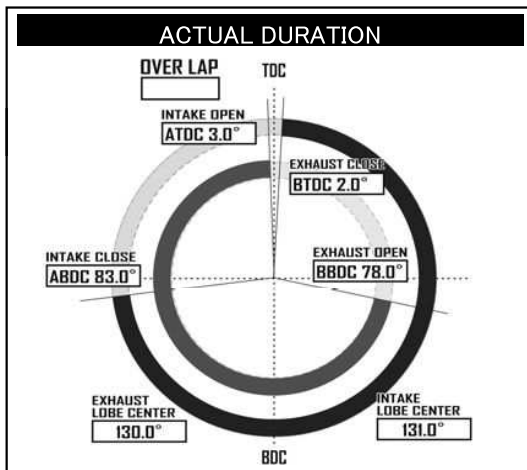 ACTUAL DURATION
OVER LAP
TDC
INTAKE OPEN
ATDC 3.0°
EXHAUST CLOSE
BTDC 2.0°
INTAKE CLOSE
ABDC 83.0°
EXHAUST OPEN
BBDC 78.0°
EXHAUST
LOBE CENTER
130.0°
INTAKE
LOBE CENTER
131.0°
BDC